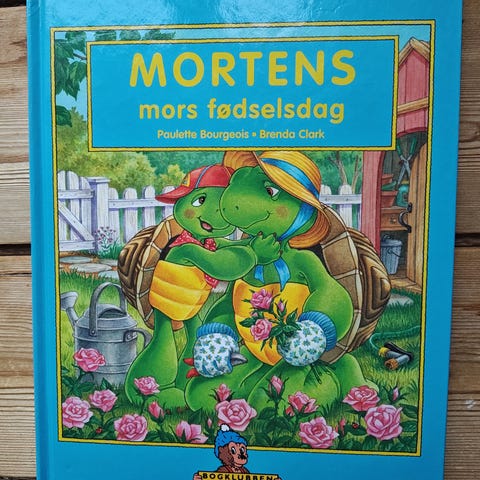 MORTENS
mors fødselsdag
Paulette Bourgeois • Brenda Clark
BOGKLUBBEN